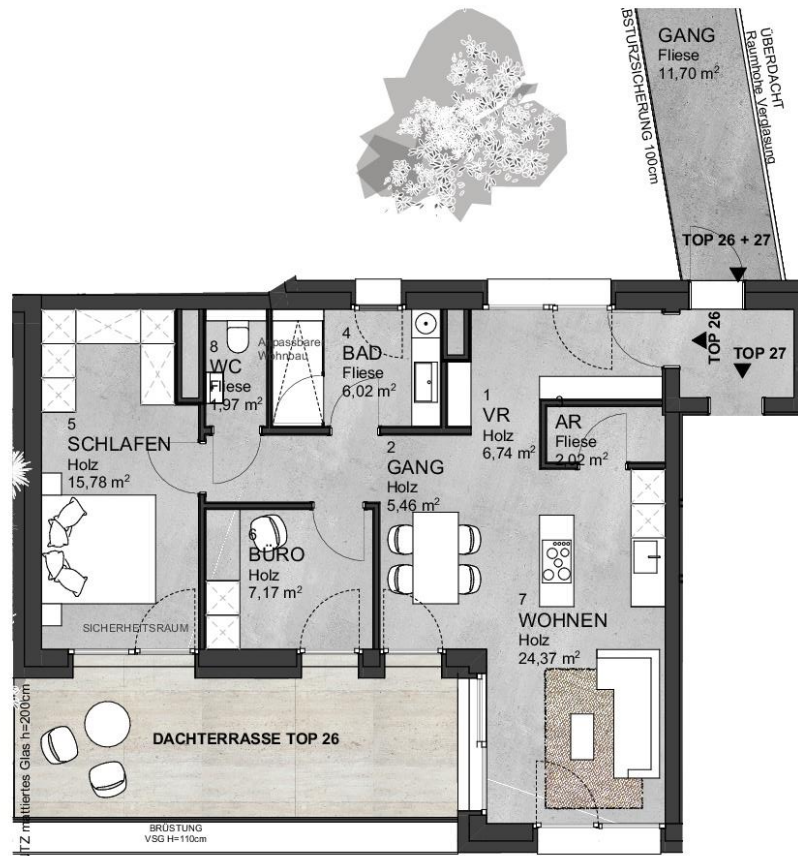 GANG
Fliese
11,70 m²
ÜBERDACHT
Raumhohe Verglasung
ABSTURZSICHERUNG 100cm
TOP 26 + 27
TOP 26
TOP 27
8
WC
Fliese
1,97 m²
Anpassbarer
Wohnbau
4
BAD
Fliese
6,02 m²
1
VR
Holz
6,74 m²
AR
Fliese
2,02 m²
5
SCHLAFEN
Holz
15,78 m²
2
GANG
Holz
5,46 m²
6
BÜRO
Holz
7,17 m²
7
WOHNEN
Holz
24,37 m²
SICHERHEITSRAUM
DACHTERRASSE TOP 26
TZ mattiertes Glas h=200cm
BRÜSTUNG
VSG H=110cm